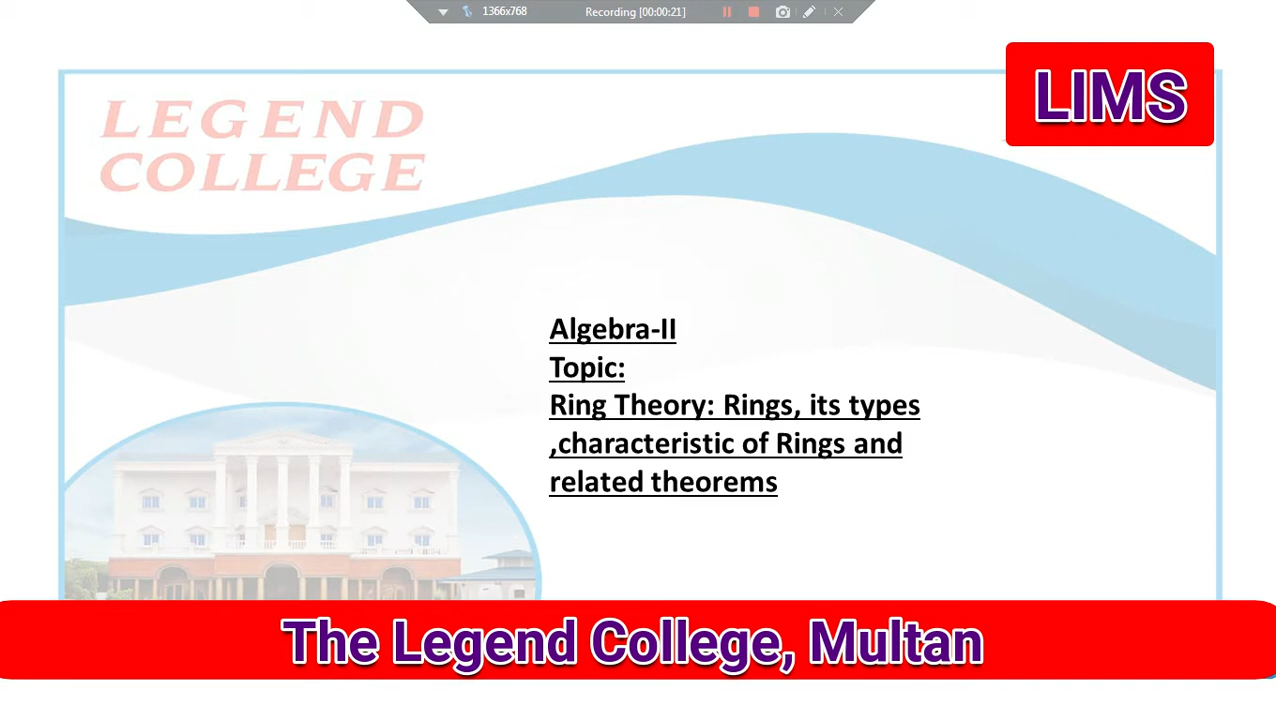 1366x768 Recording [00:00:21]
LIMS
LEGEND
COLLEGE
Algebra-II
Topic:
Ring Theory: Rings, its types
,characteristic of Rings and
related theorems
The Legend College, Multan